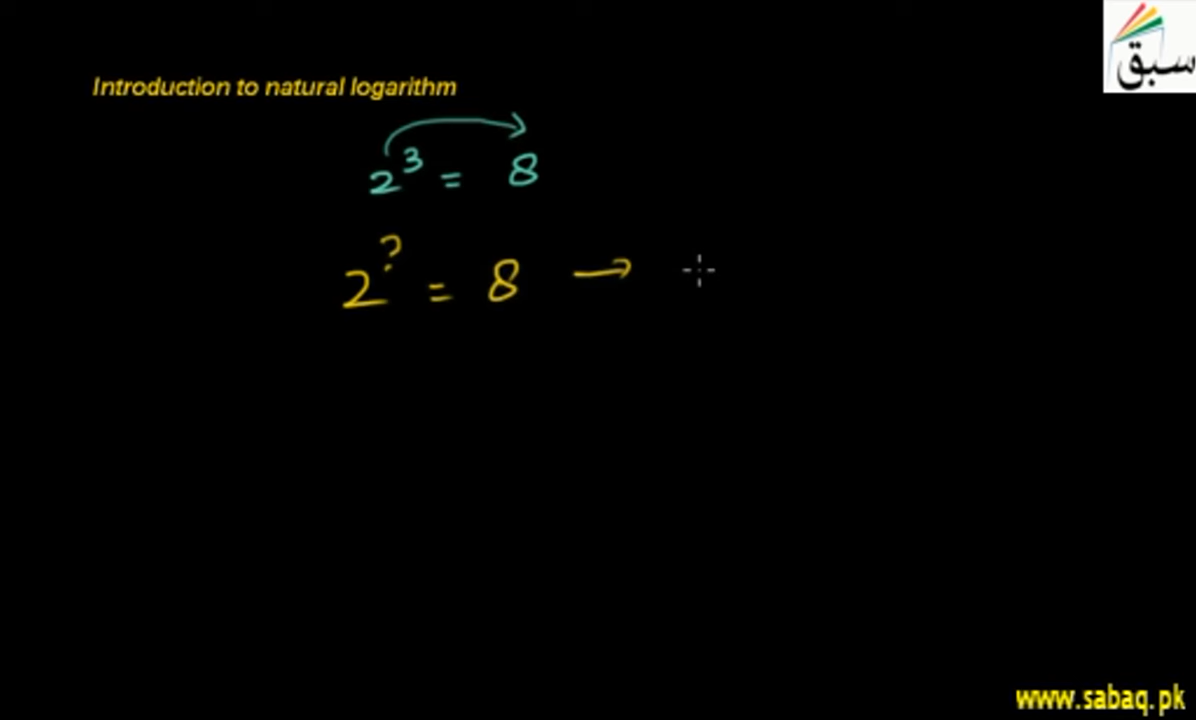 سبق
Introduction to natural logarithm
2³ = 8
2^? = 8 →
www.sabaq.pk